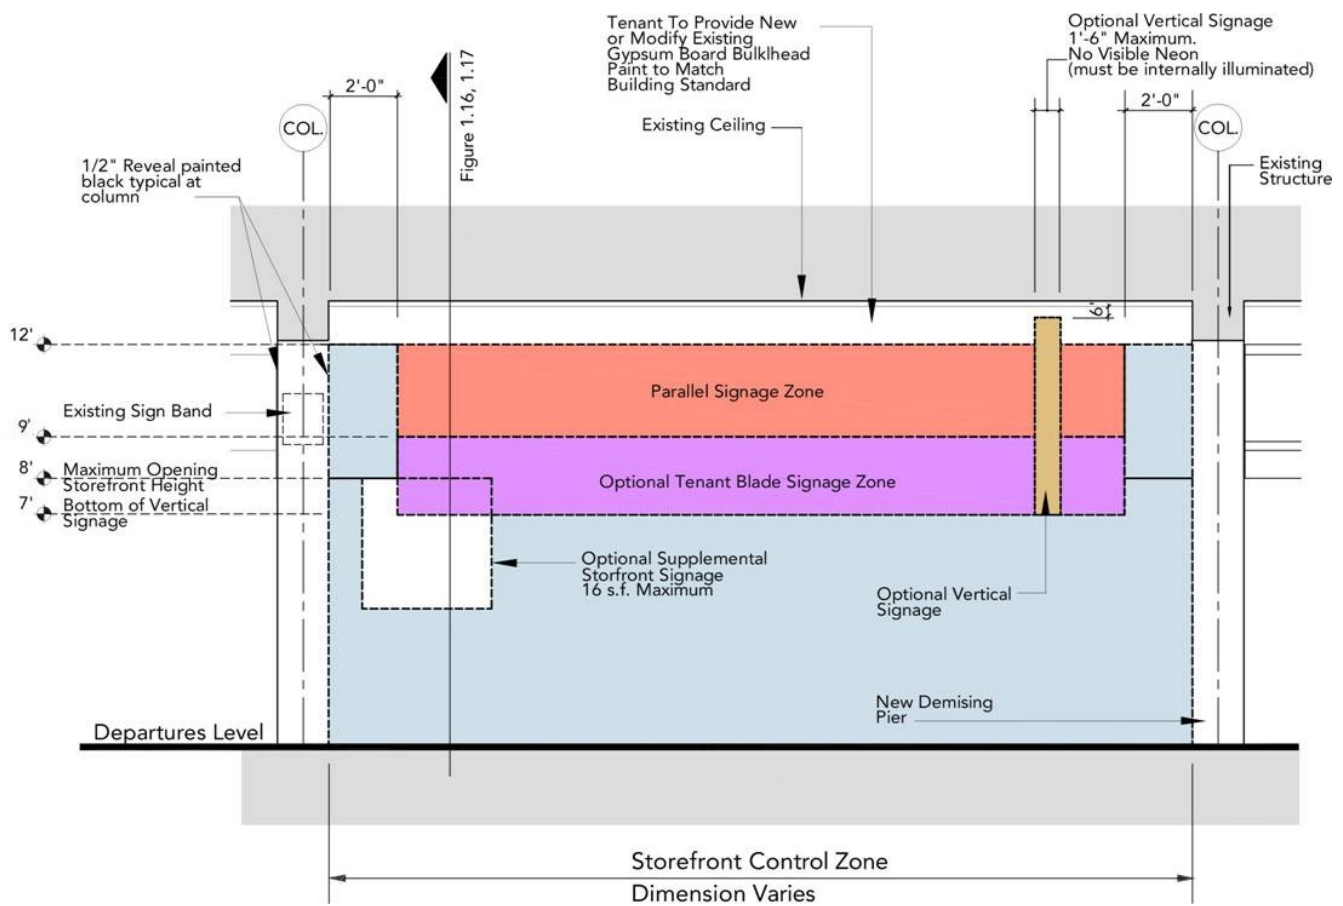 Tenant To Provide New
or Modify Existing
Gypsum Board Bulklhead
Paint to Match
Building Standard
Optional Vertical Signage
1'-6" Maximum.
No Visible Neon
(must be internally illuminated)
2'-0"
Figure 1.16, 1.17
2'-0"
COL.
Existing Ceiling
COL.
1/2" Reveal painted
black typical at
column
Existing
Structure
6'
12'
Parallel Signage Zone
Existing Sign Band
9'
8'
Maximum Opening
Storefront Height
Optional Tenant Blade Signage Zone
7'
Bottom of Vertical
Signage
Optional Supplemental
Storfront Signage
16 s.f. Maximum
Optional Vertical
Signage
New Demising
Pier
Departures Level
Storefront Control Zone
Dimension Varies